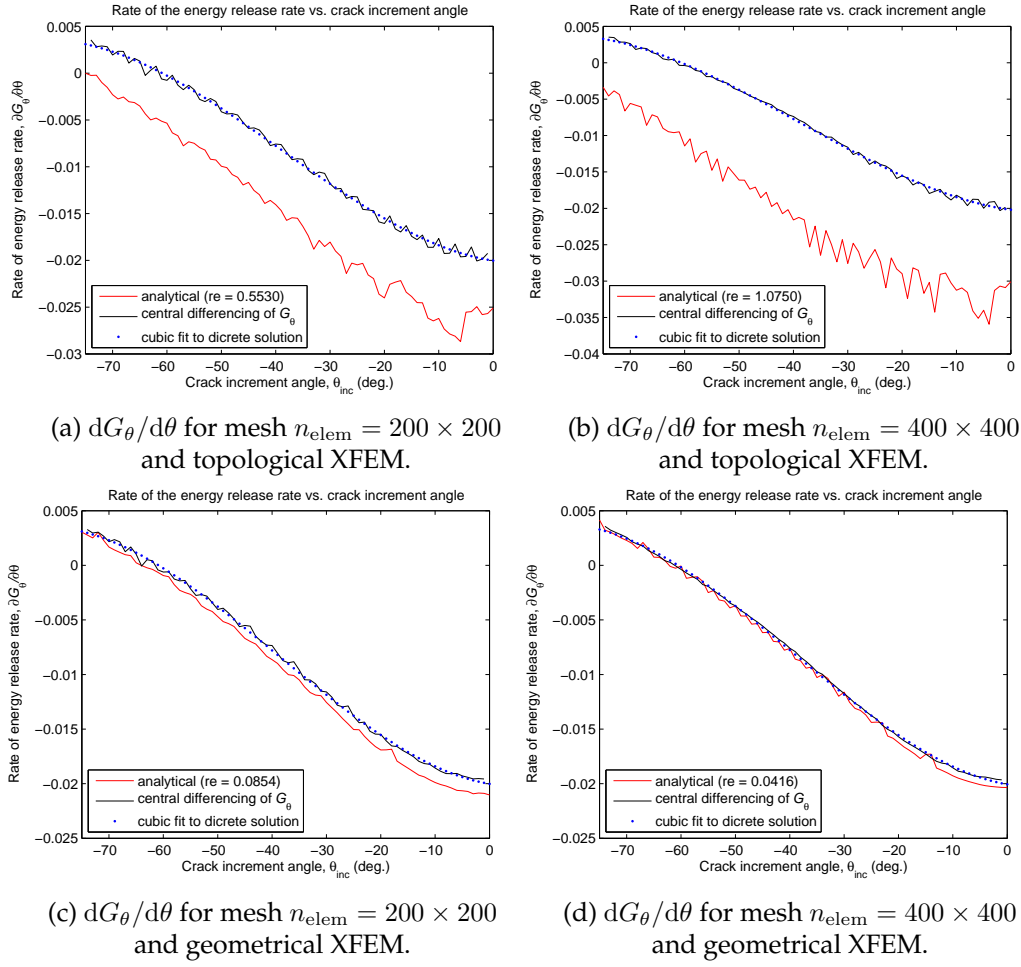 Rate of the energy release rate vs. crack increment angle
Rate of energy release rate, ∂G_θ/∂θ
0.005
0
−0.005
−0.01
−0.015
−0.02
−0.025
−0.03
analytical (re = 0.5530)
central differencing of G_θ
cubic fit to dicrete solution
−70 −60 −50 −40 −30 −20 −10 0
Crack increment angle, θ_inc (deg.)
(a) dG_θ/dθ for mesh n_elem = 200 × 200
and topological XFEM.
Rate of the energy release rate vs. crack increment angle
Rate of energy release rate, ∂G_θ/∂θ
0.005
0
−0.005
−0.01
−0.015
−0.02
−0.025
−0.03
−0.035
−0.04
analytical (re = 1.0750)
central differencing of G_θ
cubic fit to dicrete solution
−70 −60 −50 −40 −30 −20 −10 0
Crack increment angle, θ_inc (deg.)
(b) dG_θ/dθ for mesh n_elem = 400 × 400
and topological XFEM.
Rate of the energy release rate vs. crack increment angle
Rate of energy release rate, ∂G_θ/∂θ
0.005
0
−0.005
−0.01
−0.015
−0.02
−0.025
analytical (re = 0.0854)
central differencing of G_θ
cubic fit to dicrete solution
−70 −60 −50 −40 −30 −20 −10 0
Crack increment angle, θ_inc (deg.)
(c) dG_θ/dθ for mesh n_elem = 200 × 200
and geometrical XFEM.
Rate of the energy release rate vs. crack increment angle
Rate of energy release rate, ∂G_θ/∂θ
0.005
0
−0.005
−0.01
−0.015
−0.02
−0.025
analytical (re = 0.0416)
central differencing of G_θ
cubic fit to dicrete solution
−70 −60 −50 −40 −30 −20 −10 0
Crack increment angle, θ_inc (deg.)
(d) dG_θ/dθ for mesh n_elem = 400 × 400
and geometrical XFEM.